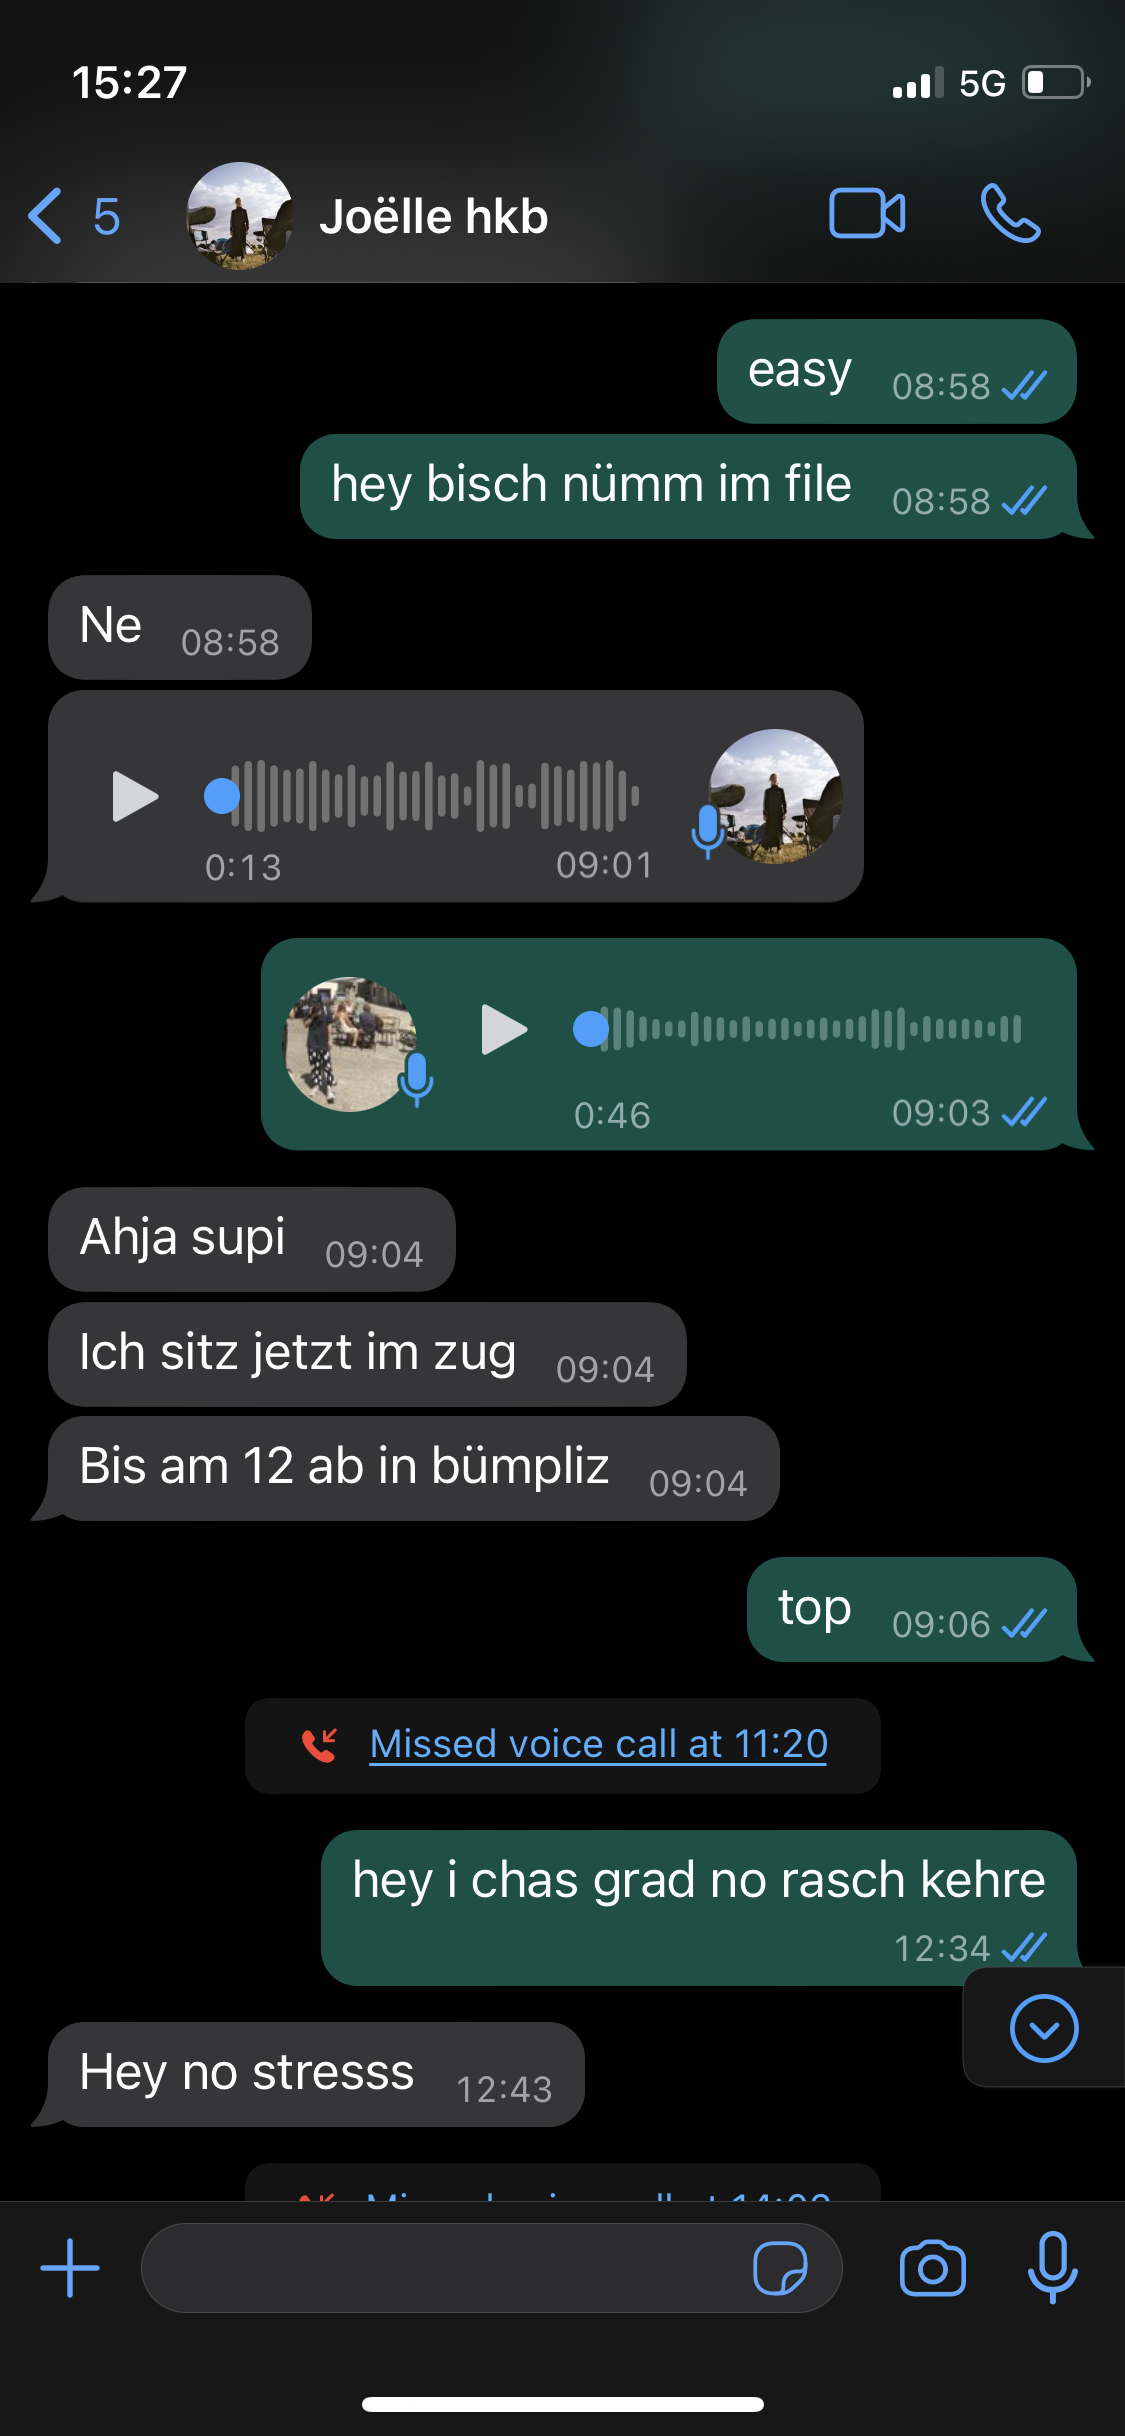 15:27
5G
5
Joëlle hkb
easy 08:58
hey bisch nümm im file 08:58
Ne 08:58
0:13 09:01
0:46 09:03
Ahja supi 09:04
Ich sitz jetzt im zug 09:04
Bis am 12 ab in bümpliz 09:04
top 09:06
Missed voice call at 11:20
hey i chas grad no rasch kehre
12:34
Hey no stresss 12:43